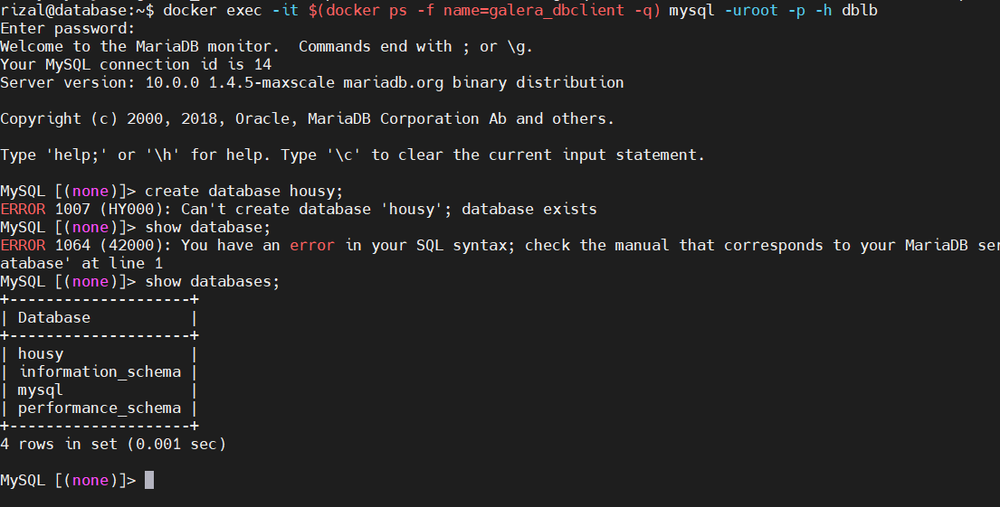 rizal@database:~$ docker exec -it $(docker ps -f name=galera_dbclient -q) mysql -uroot -p -h dblb
Enter password:
Welcome to the MariaDB monitor.  Commands end with ; or \g.
Your MySQL connection id is 14
Server version: 10.0.0 1.4.5-maxscale mariadb.org binary distribution

Copyright (c) 2000, 2018, Oracle, MariaDB Corporation Ab and others.

Type 'help;' or '\h' for help. Type '\c' to clear the current input statement.

MySQL [(none)]> create database housy;
ERROR 1007 (HY000): Can't create database 'housy'; database exists
MySQL [(none)]> show database;
ERROR 1064 (42000): You have an error in your SQL syntax; check the manual that corresponds to your MariaDB ser
atabase' at line 1
MySQL [(none)]> show databases;
+--------------------+
| Database           |
+--------------------+
| housy              |
| information_schema |
| mysql              |
| performance_schema |
+--------------------+
4 rows in set (0.001 sec)

MySQL [(none)]>